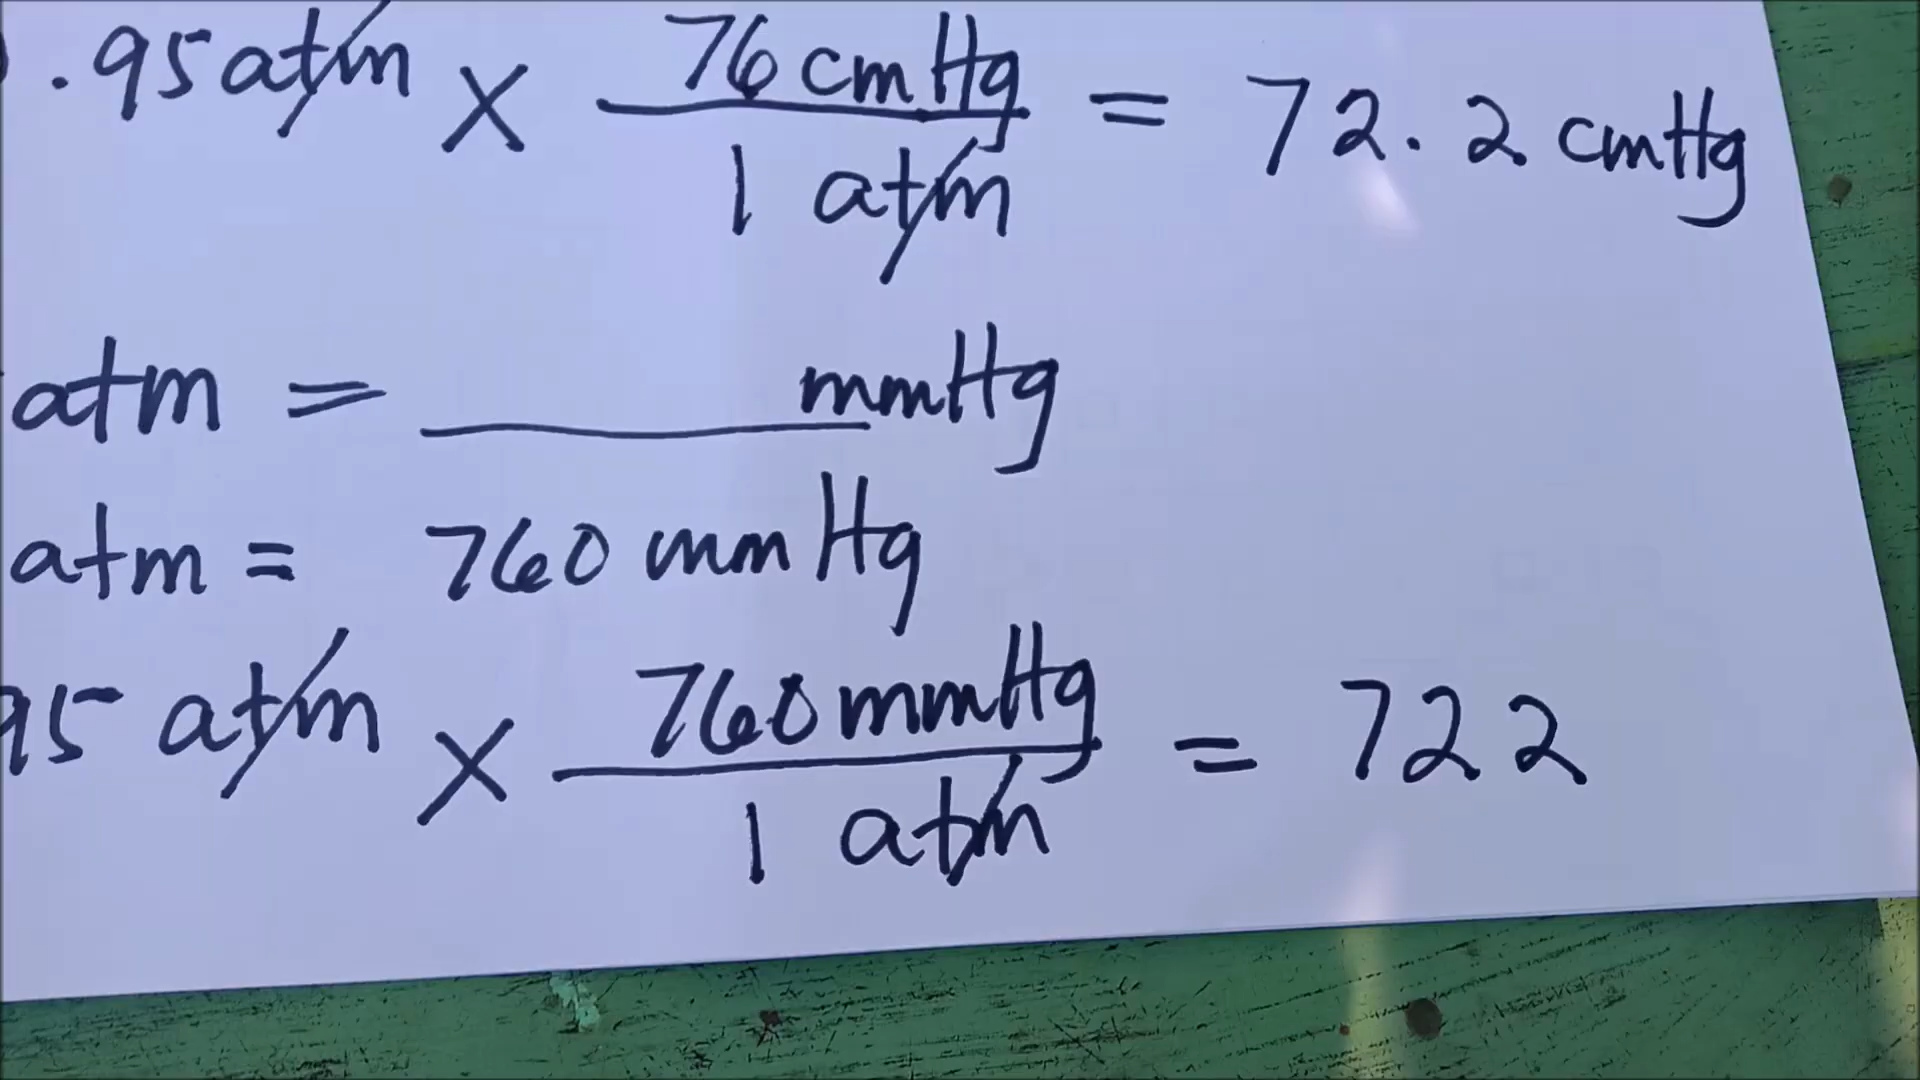 .95 atm × 76 cmHg / 1 atm = 72.2 cmHg
atm = ______ mmHg
atm = 760 mmHg
95 atm × 760 mmHg / 1 atm = 722